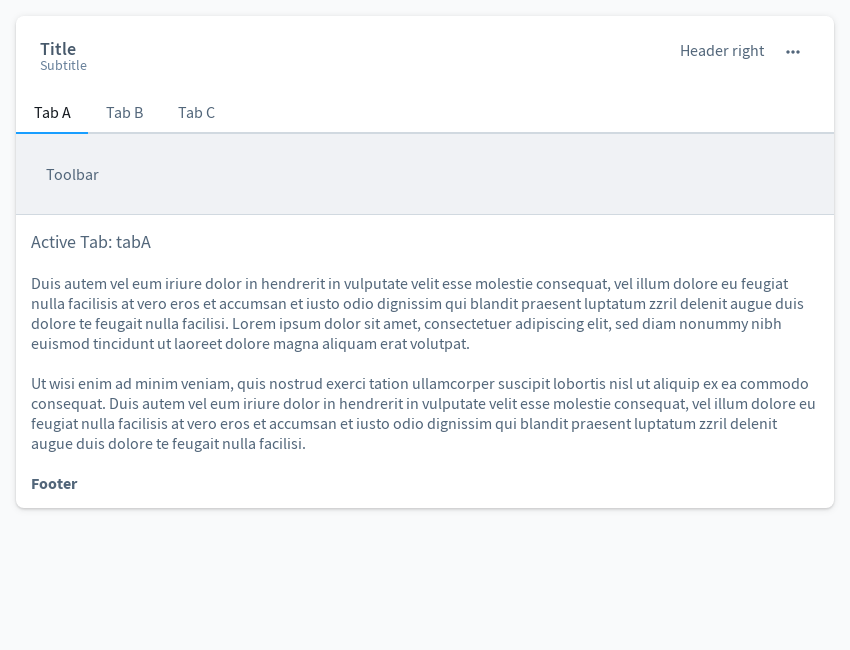 Title
Header right
Subtitle
Tab A Tab B Tab C
Toolbar
Active Tab: tabA
Duis autem vel eum iriure dolor in hendrerit in vulputate velit esse molestie consequat, vel illum dolore eu feugiat
nulla facilisis at vero eros et accumsan et iusto odio dignissim qui blandit praesent luptatum zzril delenit augue duis
dolore te feugait nulla facilisi. Lorem ipsum dolor sit amet, consectetuer adipiscing elit, sed diam nonummy nibh
euismod tincidunt ut laoreet dolore magna aliquam erat volutpat.
Ut wisi enim ad minim veniam, quis nostrud exerci tation ullamcorper suscipit lobortis nisl ut aliquip ex ea commodo
consequat. Duis autem vel eum iriure dolor in hendrerit in vulputate velit esse molestie consequat, vel illum dolore eu
feugiat nulla facilisis at vero eros et accumsan et iusto odio dignissim qui blandit praesent luptatum zzril delenit
augue duis dolore te feugait nulla facilisi.
Footer